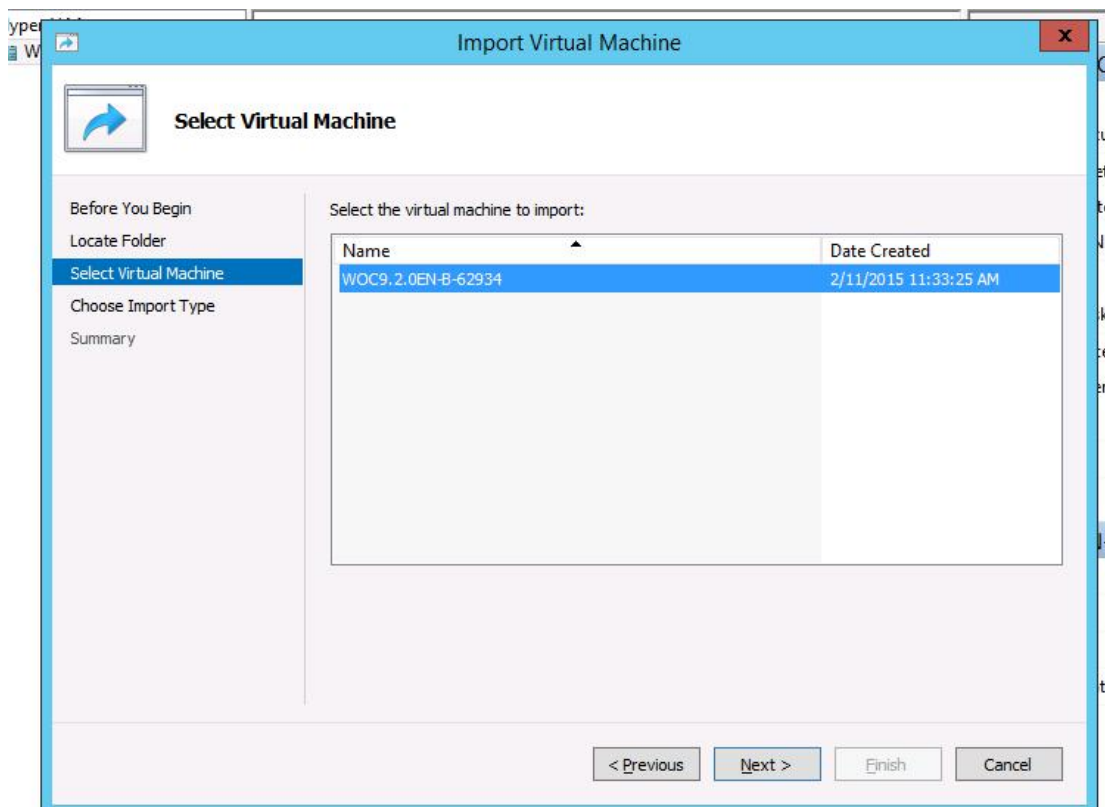 Import Virtual Machine
x
Select Virtual Machine
Before You Begin
Locate Folder
Select Virtual Machine
Choose Import Type
Summary
Select the virtual machine to import:
Name Date Created
WOC9.2.0EN-B-62934 2/11/2015 11:33:25 AM
< Previous Next > Finish Cancel